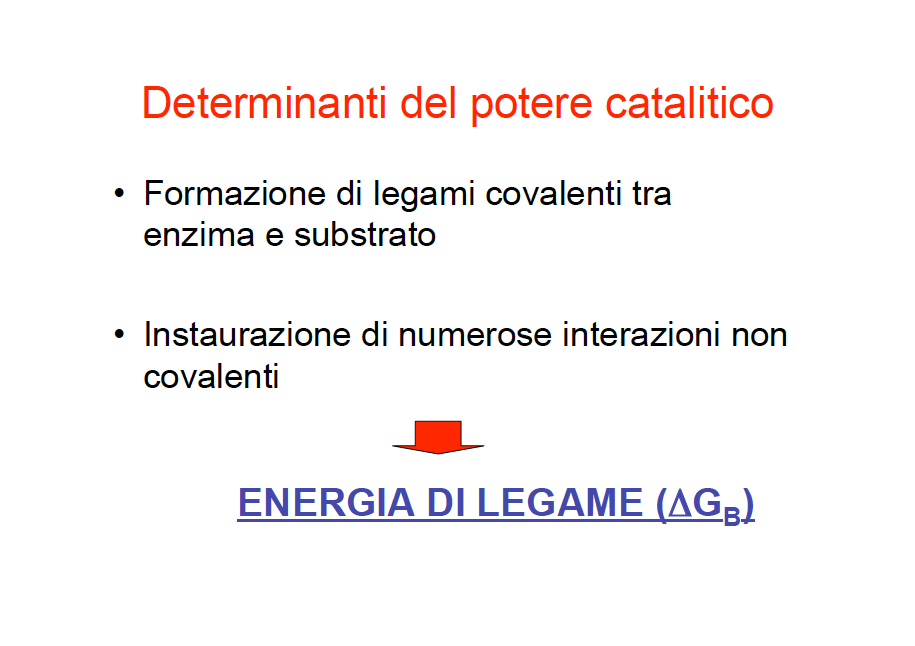 Determinanti del potere catalitico
• Formazione di legami covalenti tra
enzima e substrato
• Instaurazione di numerose interazioni non
covalenti
ENERGIA DI LEGAME (ΔGB)